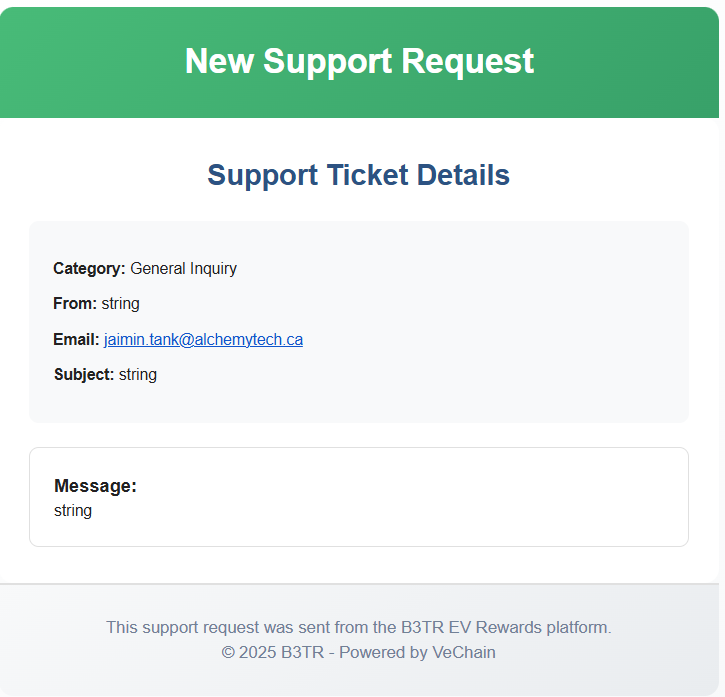 New Support Request
Support Ticket Details
Category: General Inquiry
From: string
Email: jaimin.tank@alchemytech.ca
Subject: string
Message:
string
This support request was sent from the B3TR EV Rewards platform.
© 2025 B3TR - Powered by VeChain